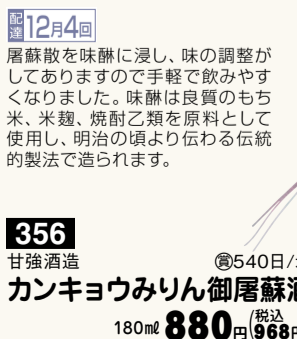 配達12月4回
屠蘇散を味醂に浸し、味の調整が
してありますので手軽で飲みやす
くなりました。味醂は良質のもち
米、米麹、焼酎乙類を原料として
使用し、明治の頃より伝わる伝統
的製法で造られます。
356
甘強酒造
賞540日/
カンキョウみりん御屠蘇酒
180㎖ 880円(税込968円